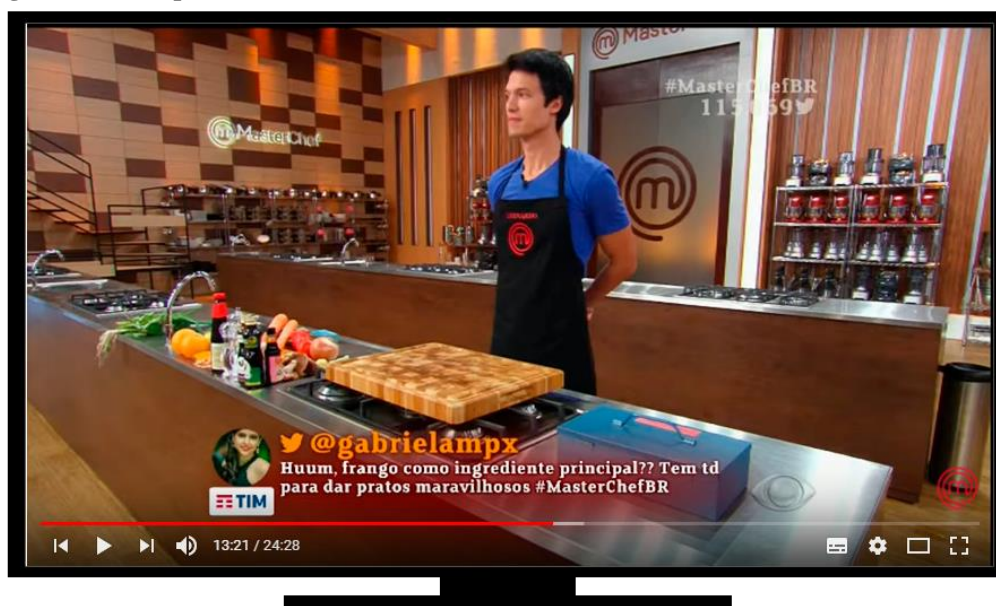 MasterChef
#MasterChefBR
@gabrielampx
Huum, frango como ingrediente principal?? Tem td
para dar pratos maravilhosos #MasterChefBR
TIM
13:21 / 24:28